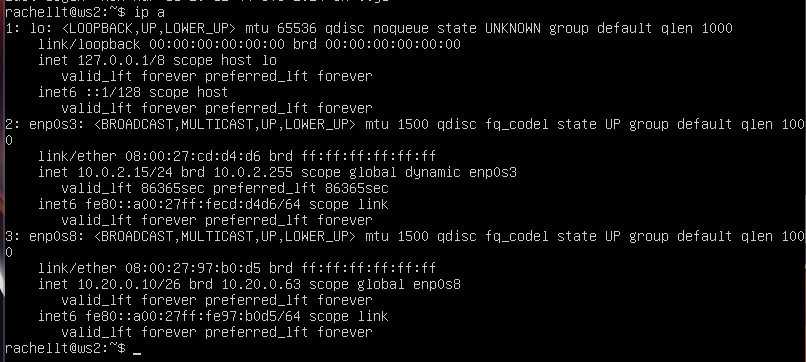 rachellt@ws2:~$ ip a
1: lo: <LOOPBACK,UP,LOWER_UP> mtu 65536 qdisc noqueue state UNKNOWN group default qlen 1000
    link/loopback 00:00:00:00:00:00 brd 00:00:00:00:00:00
    inet 127.0.0.1/8 scope host lo
       valid_lft forever preferred_lft forever
    inet6 ::1/128 scope host
       valid_lft forever preferred_lft forever
2: enp0s3: <BROADCAST,MULTICAST,UP,LOWER_UP> mtu 1500 qdisc fq_codel state UP group default qlen 100
0
    link/ether 08:00:27:cd:d4:d6 brd ff:ff:ff:ff:ff:ff
    inet 10.0.2.15/24 brd 10.0.2.255 scope global dynamic enp0s3
       valid_lft 86365sec preferred_lft 86365sec
    inet6 fe80::a00:27ff:fecd:d4d6/64 scope link
       valid_lft forever preferred_lft forever
3: enp0s8: <BROADCAST,MULTICAST,UP,LOWER_UP> mtu 1500 qdisc fq_codel state UP group default qlen 100
0
    link/ether 08:00:27:97:b0:d5 brd ff:ff:ff:ff:ff:ff
    inet 10.20.0.10/26 brd 10.20.0.63 scope global enp0s8
       valid_lft forever preferred_lft forever
    inet6 fe80::a00:27ff:fe97:b0d5/64 scope link
       valid_lft forever preferred_lft forever
rachellt@ws2:~$ _